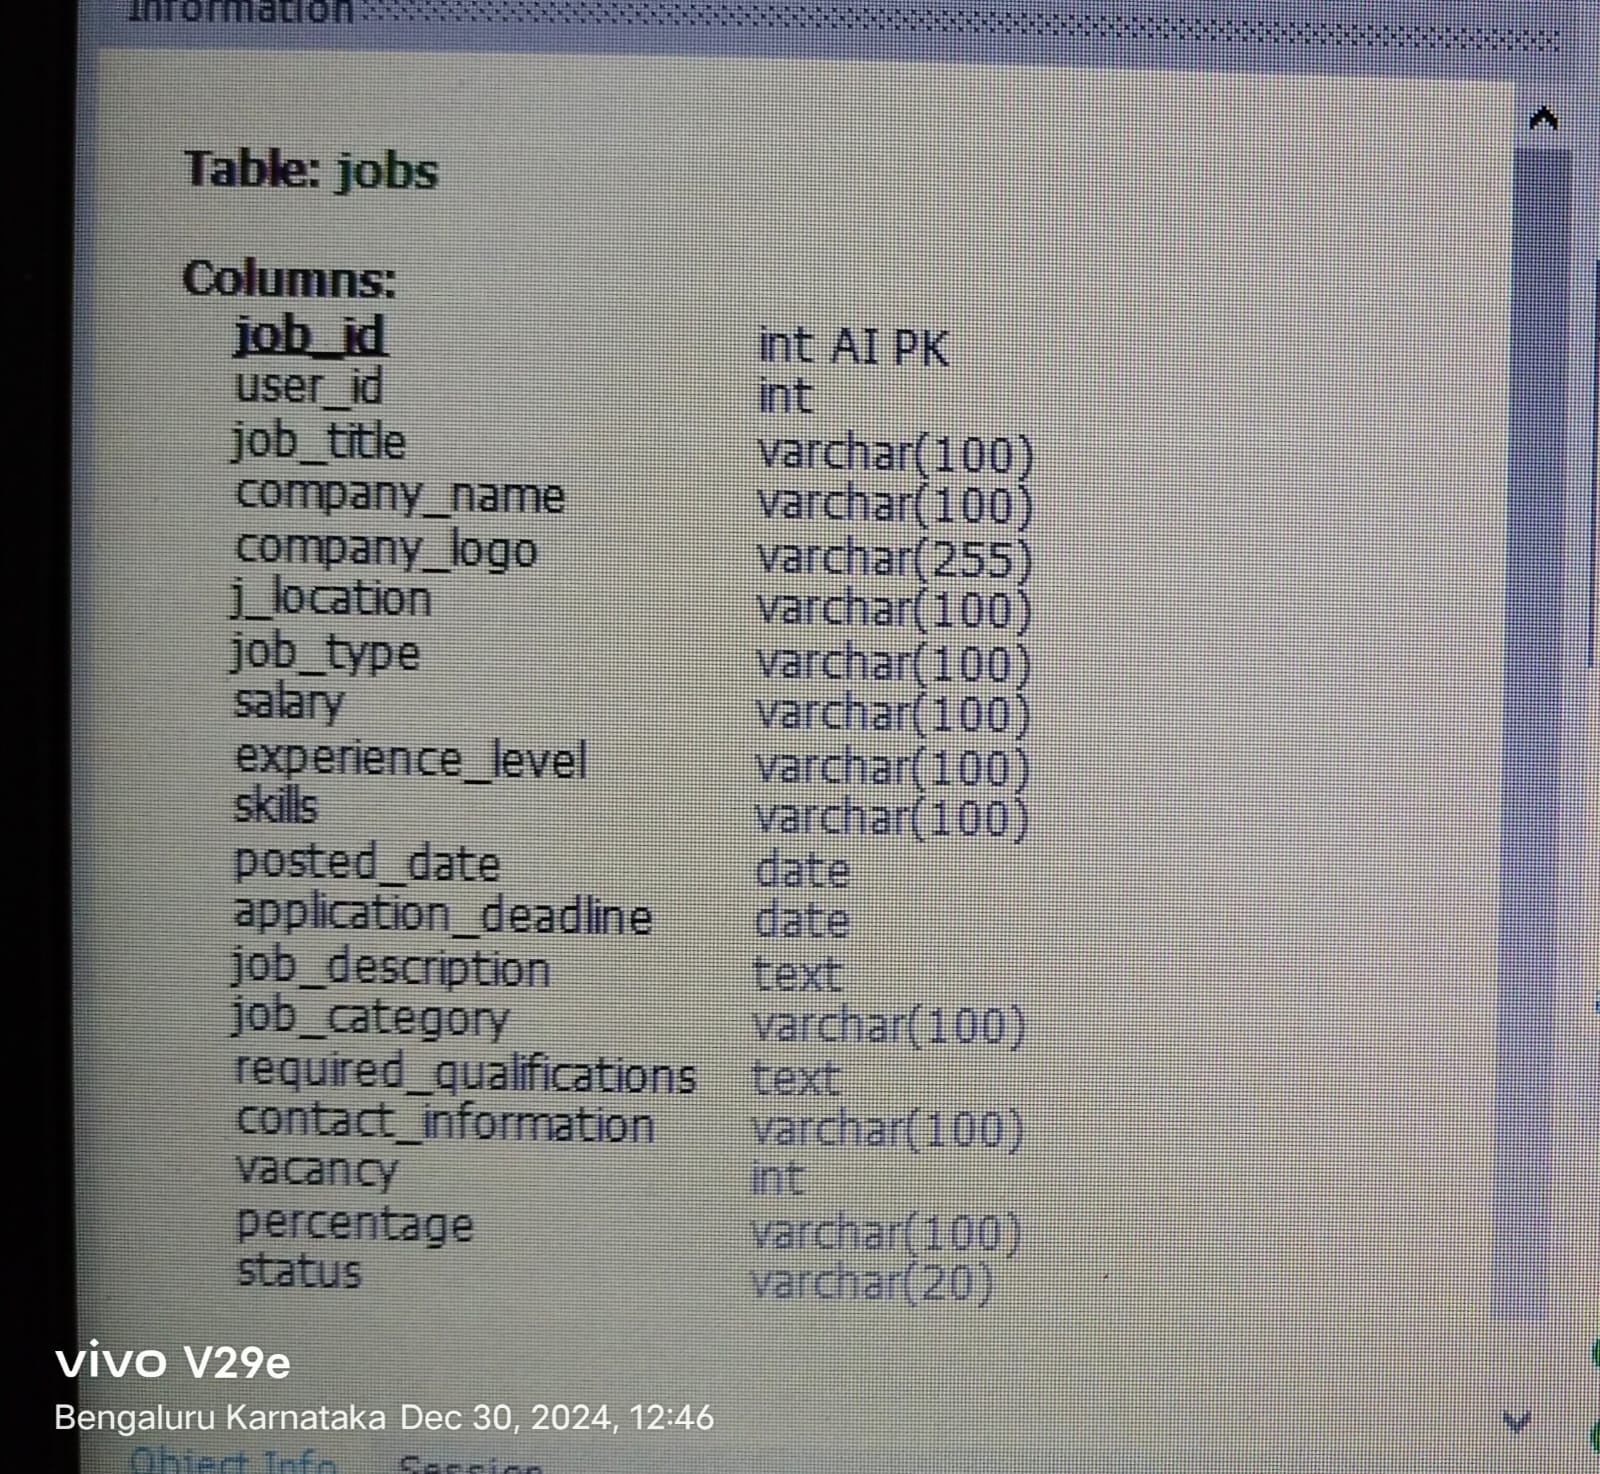 Information
Table: jobs
Columns:
job_id int AI PK
user_id int
job_title varchar(100)
company_name varchar(100)
company_logo varchar(255)
j_location varchar(100)
job_type varchar(100)
salary varchar(100)
experience_level varchar(100)
skills varchar(100)
posted_date date
application_deadline date
job_description text
job_category varchar(100)
required_qualifications text
contact_information varchar(100)
vacancy int
percentage varchar(100)
status varchar(20)
vivo V29e
Bengaluru Karnataka Dec 30, 2024, 12:46
Object Info Session